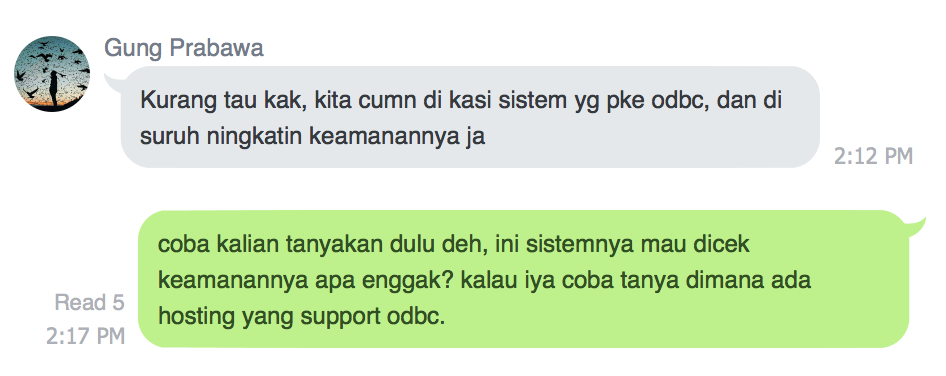 Gung Prabawa
Kurang tau kak, kita cumn di kasi sistem yg pke odbc, dan di
suruh ningkatin keamanannya ja
2:12 PM
coba kalian tanyakan dulu deh, ini sistemnya mau dicek
keamanannya apa enggak? kalau iya coba tanya dimana ada
hosting yang support odbc.
Read 5
2:17 PM